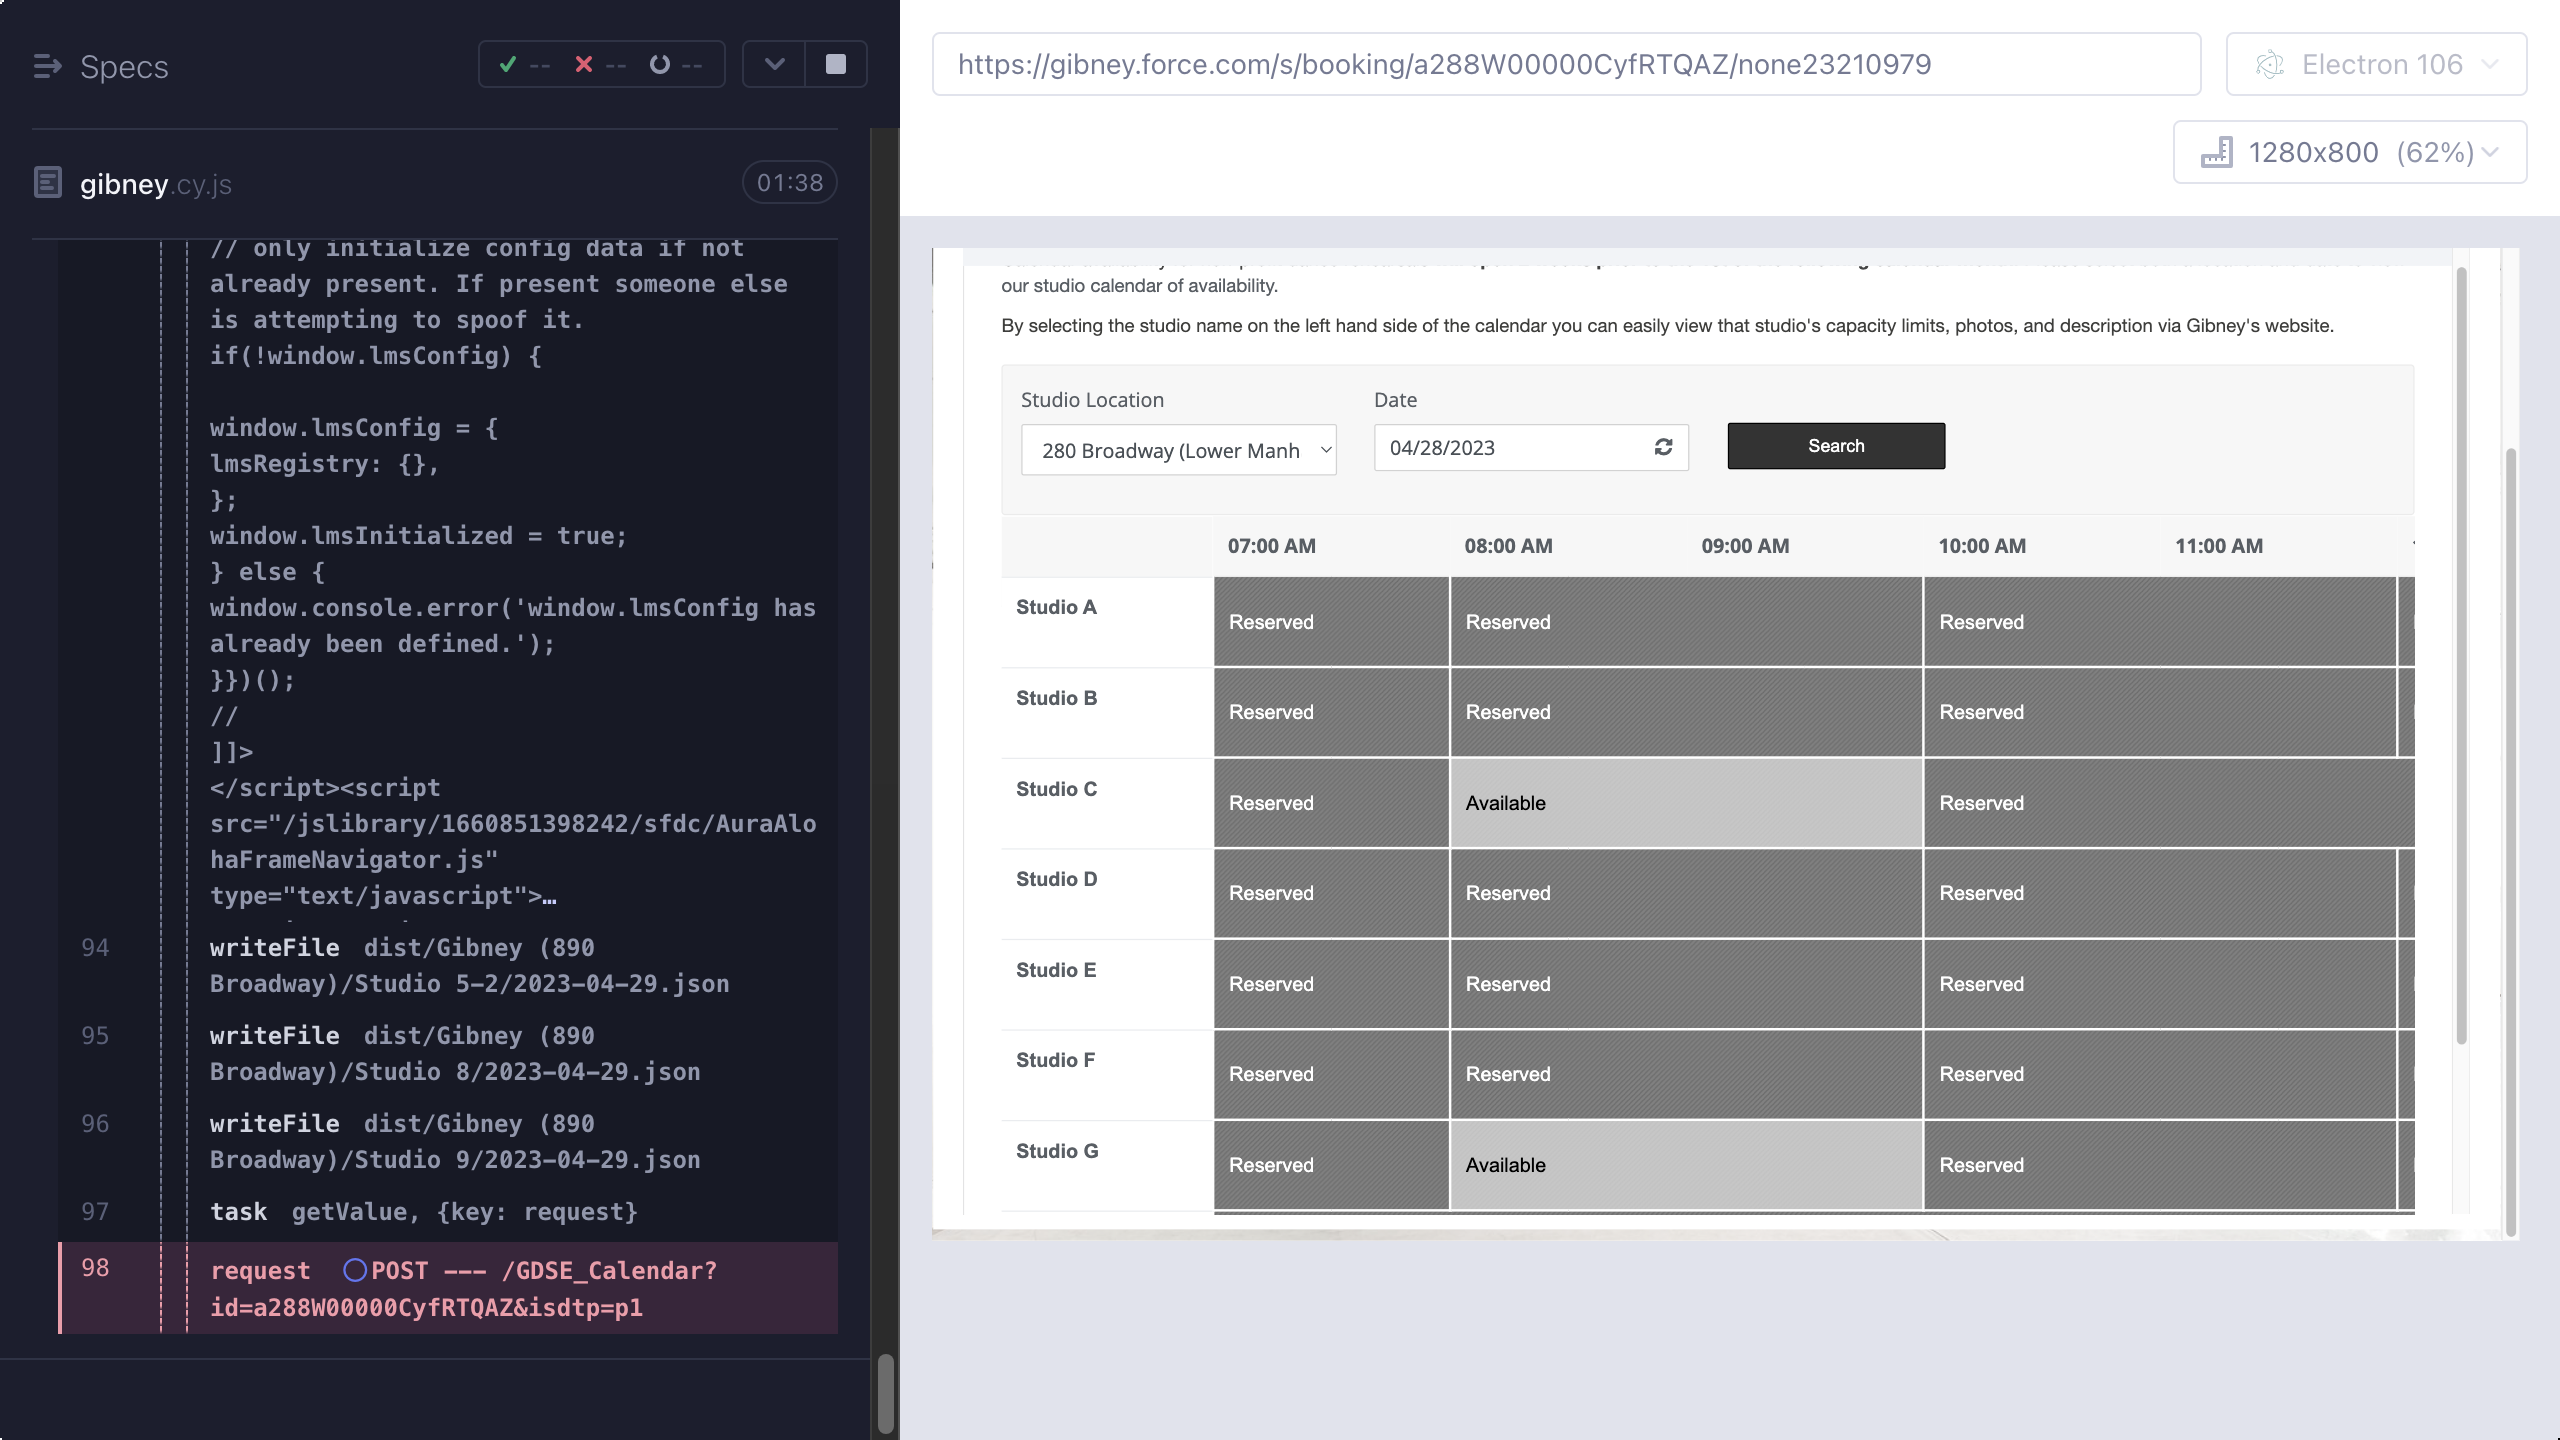 Specs
-- -- --
gibney.cy.js
01:38
// only initialize config data if not
already present. If present someone else
is attempting to spoof it.
if(!window.lmsConfig) {
window.lmsConfig = {
lmsRegistry: {},
};
window.lmsInitialized = true;
} else {
window.console.error('window.lmsConfig has
already been defined.');
}})();
//
]]>
</script><script
src="/jslibrary/1660851398242/sfdc/AuraAlo
haFrameNavigator.js"
type="text/javascript">…
94 writeFile dist/Gibney (890
Broadway)/Studio 5-2/2023-04-29.json
95 writeFile dist/Gibney (890
Broadway)/Studio 8/2023-04-29.json
96 writeFile dist/Gibney (890
Broadway)/Studio 9/2023-04-29.json
97 task getValue, {key: request}
98 request POST --- /GDSE_Calendar?
id=a288W00000CyfRTQAZ&isdtp=p1
https://gibney.force.com/s/booking/a288W00000CyfRTQAZ/none23210979
Electron 106
1280x800 (62%)
our studio calendar of availability.
By selecting the studio name on the left hand side of the calendar you can easily view that studio's capacity limits, photos, and description via Gibney's website.
Studio Location
Date
280 Broadway (Lower Manh
04/28/2023
Search
07:00 AM 08:00 AM 09:00 AM 10:00 AM 11:00 AM
Studio A Reserved Reserved Reserved
Studio B Reserved Reserved Reserved
Studio C Reserved Available Reserved
Studio D Reserved Reserved Reserved
Studio E Reserved Reserved Reserved
Studio F Reserved Reserved Reserved
Studio G Reserved Available Reserved